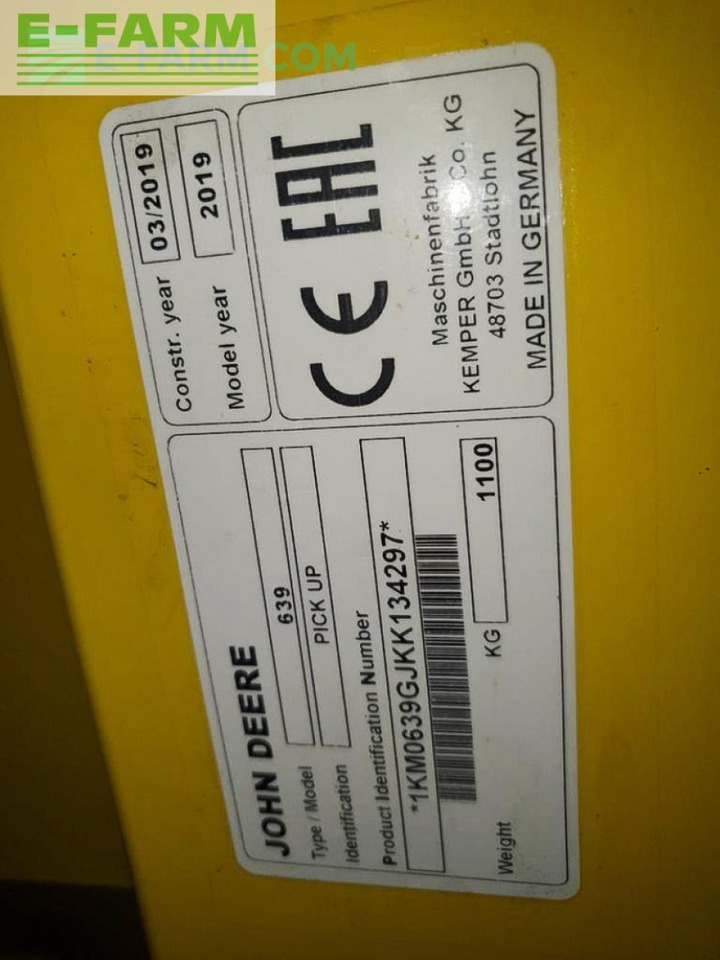 E-FARM
E-FARM.COM
JOHN DEERE
Type / Model 639
Identification PICK UP
Product Identification Number
*1KM0639GJKK134297*
Weight KG 1100
Constr. year 03/2019
Model year 2019
CE EAC
Maschinenfabrik
KEMPER GmbH Co. KG
48703 Stadtlohn
MADE IN GERMANY